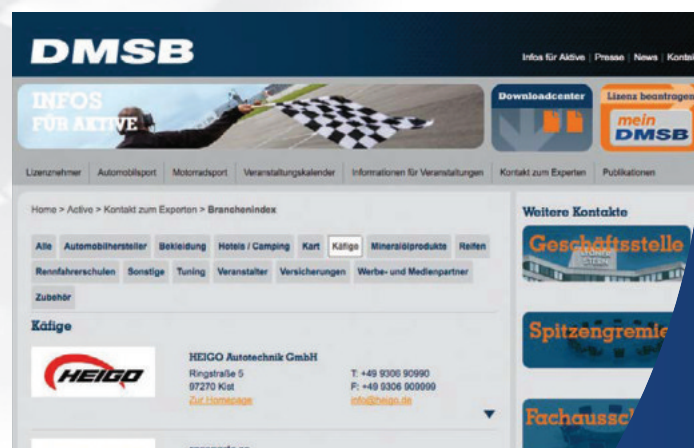 DMSB
Infos für Aktive | Presse | News | Kontak
INFOS
FÜR AKTIVE
Downloadcenter
Lizenz beantragen
mein
DMSB
Lizenznehmer | Automobilsport | Motorradsport | Veranstaltungskalender | Informationen für Veranstaltungen | Kontakt zum Experten | Publikationen
Home > Active > Kontakt zum Experten > Branchenindex
Alle Automobilhersteller Bekleidung Hotels / Camping Kart Käfige Mineralölprodukte Reifen
Rennfahrerschulen Sonstige Tuning Veranstalter Versicherungen Werbe- und Medienpartner
Zubehör
Käfige
HEIGO
HEIGO Autotechnik GmbH
Ringstraße 5
97270 Kist
Zur Homepage
T: +49 9306 90990
F: +49 9306 909999
info@heigo.de
Weitere Kontakte
Geschäftsstelle
Spitzengremie
Fachaussch